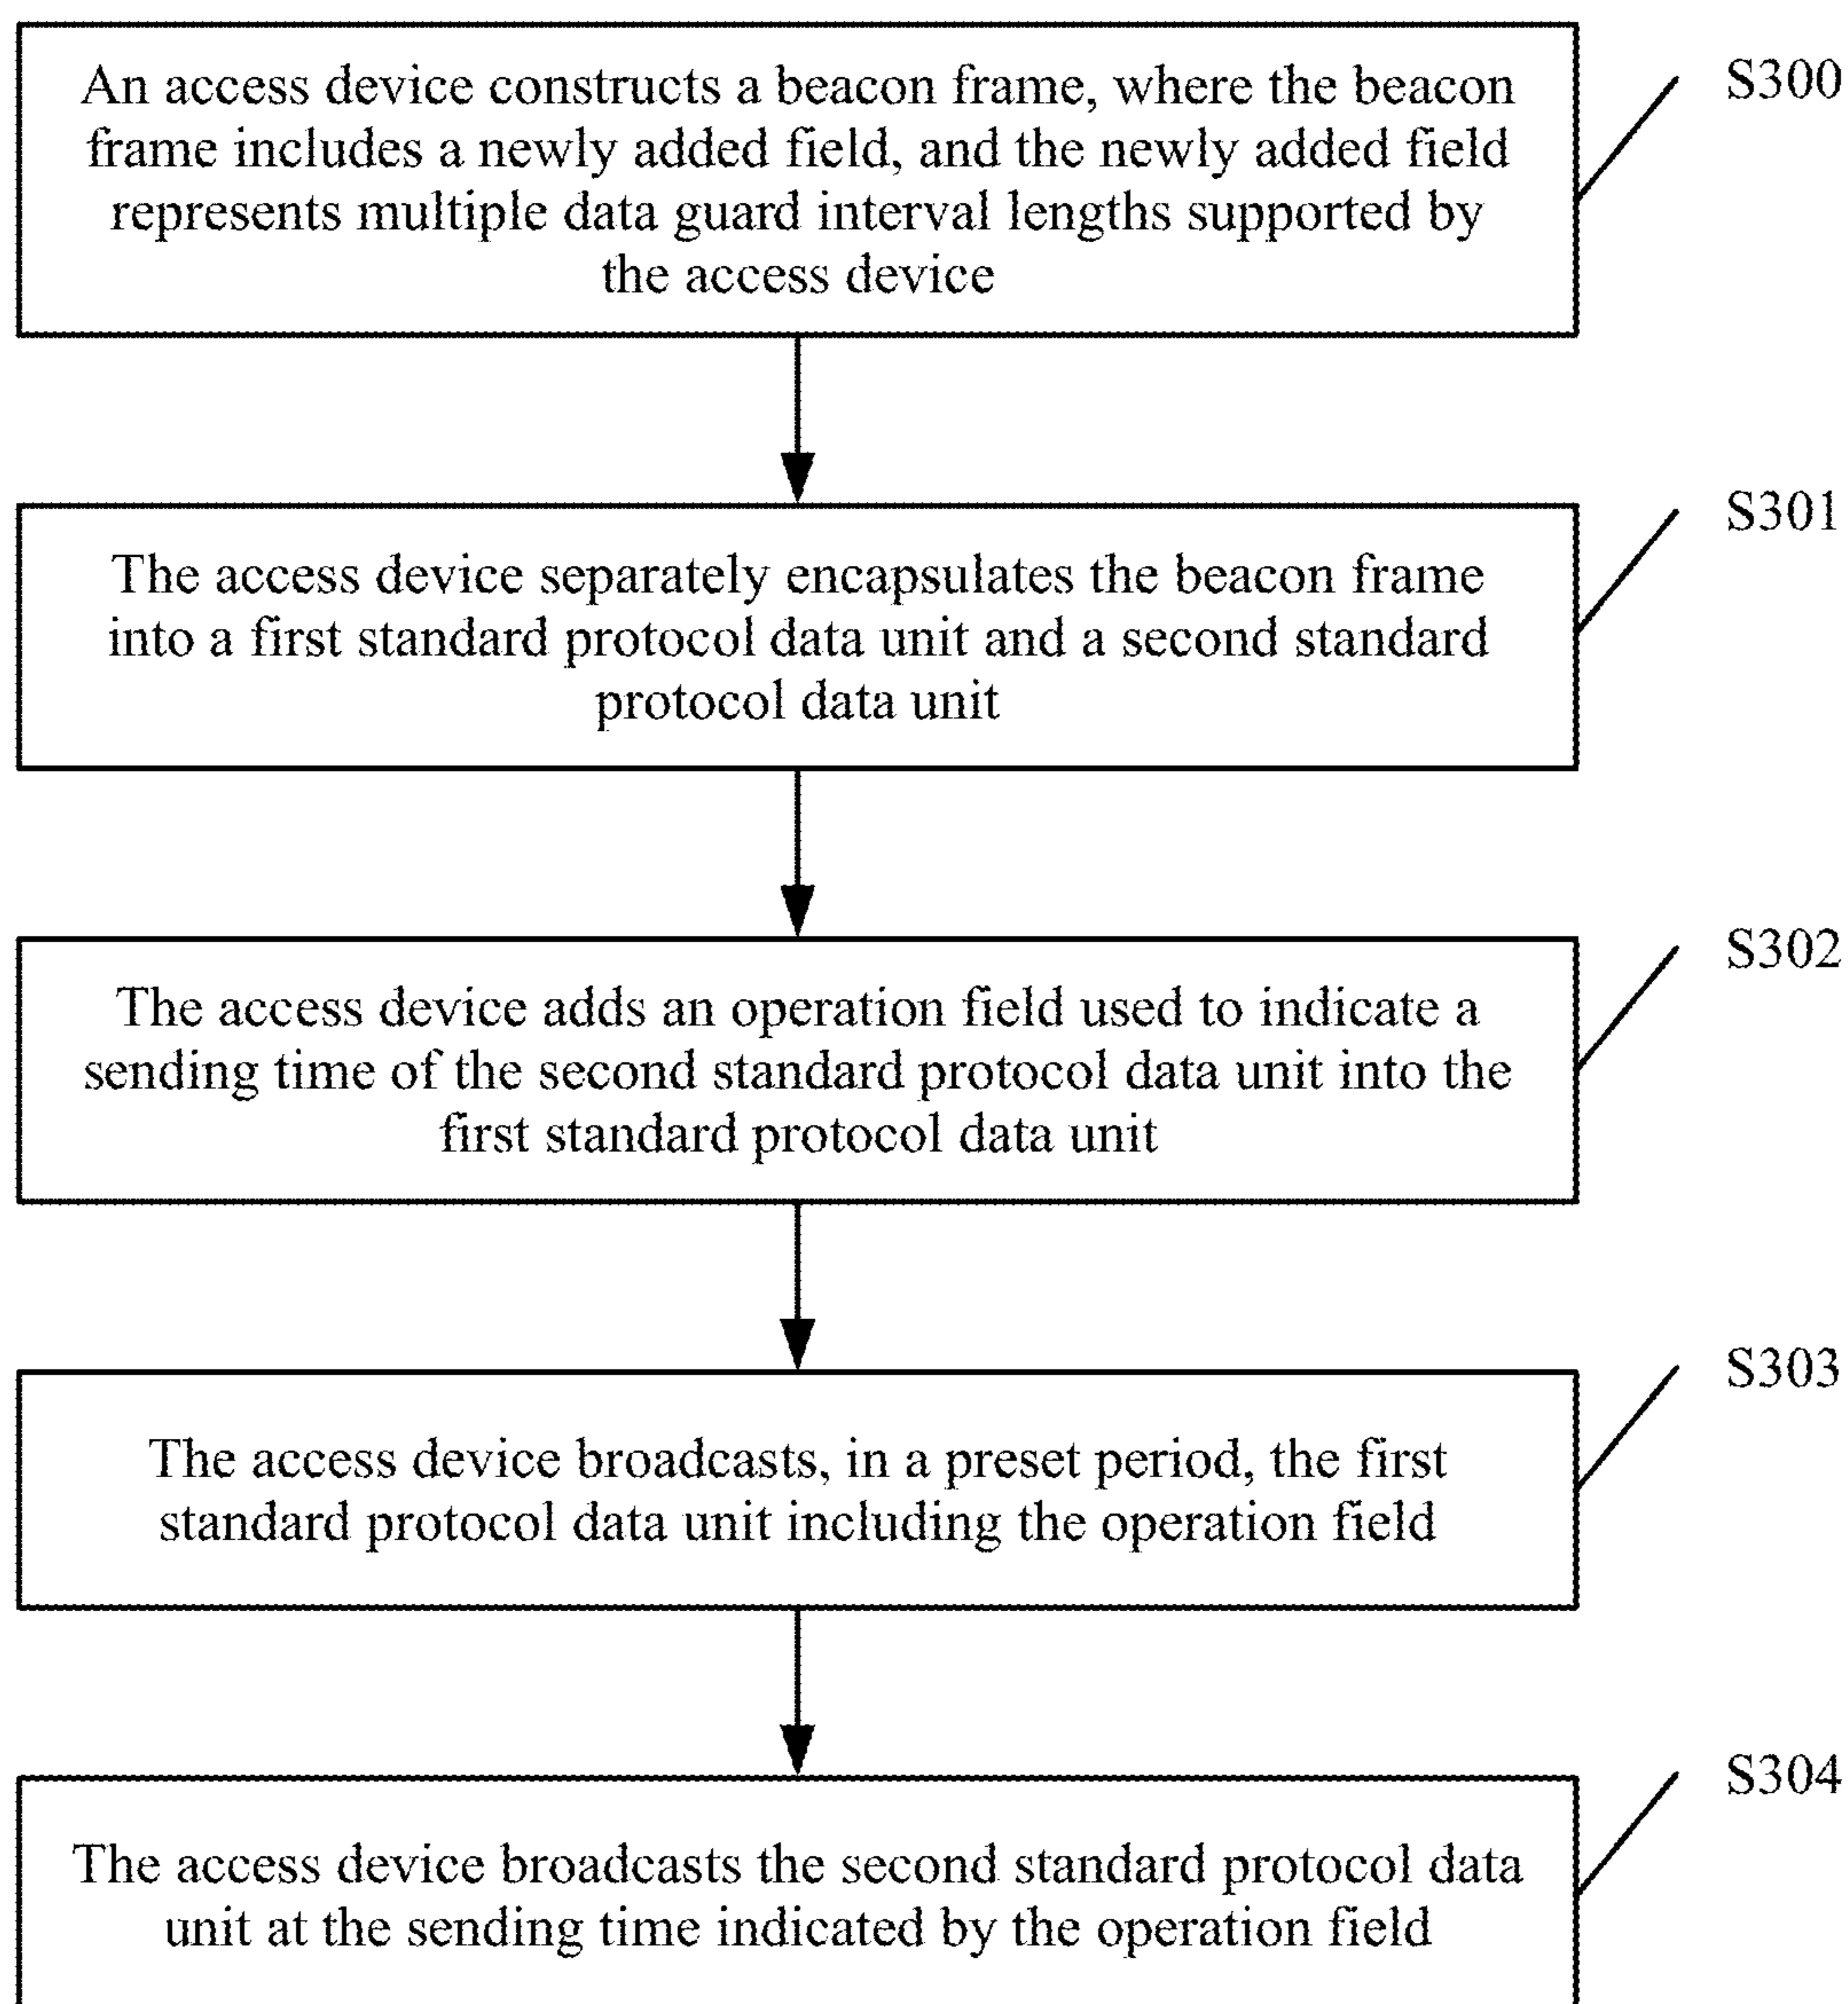 An access device constructs a beacon frame, where the beacon
frame includes a newly added field, and the newly added field
represents multiple data guard interval lengths supported by
the access device
S300
The access device separately encapsulates the beacon frame
into a first standard protocol data unit and a second standard
protocol data unit
S301
The access device adds an operation field used to indicate a
sending time of the second standard protocol data unit into the
first standard protocol data unit
S302
The access device broadcasts, in a preset period, the first
standard protocol data unit including the operation field
S303
The access device broadcasts the second standard protocol data
unit at the sending time indicated by the operation field
S304